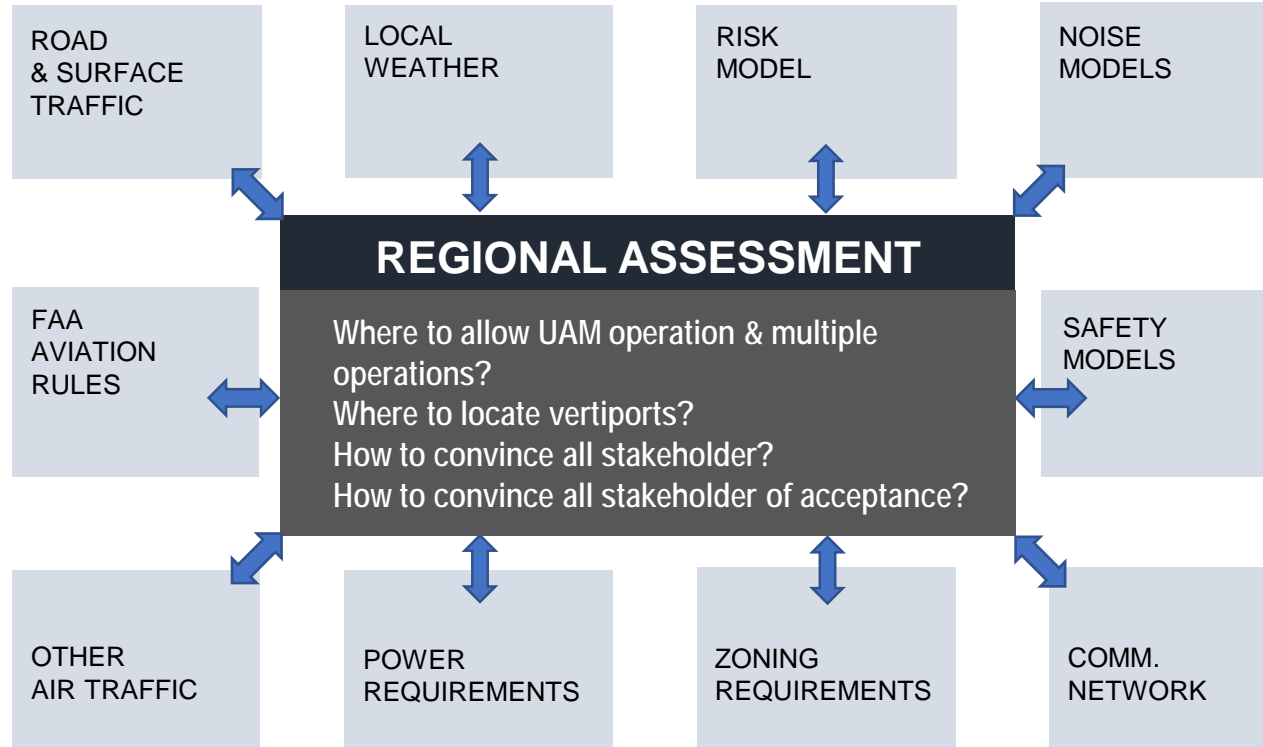 ROAD
& SURFACE
TRAFFIC
LOCAL
WEATHER
RISK
MODEL
NOISE
MODELS
REGIONAL ASSESSMENT
Where to allow UAM operation & multiple
operations?
Where to locate vertiports?
How to convince all stakeholder?
How to convince all stakeholder of acceptance?
FAA
AVIATION
RULES
SAFETY
MODELS
OTHER
AIR TRAFFIC
POWER
REQUIREMENTS
ZONING
REQUIREMENTS
COMM.
NETWORK